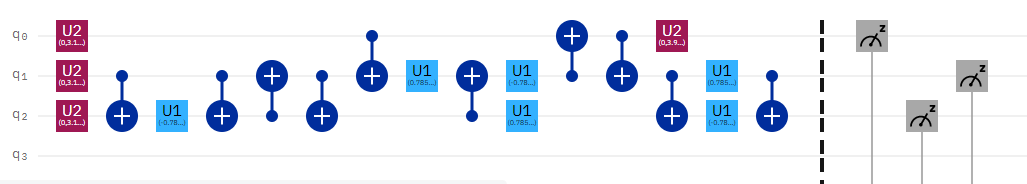 q0 U2 (0,3.1...) U2 (0,3.9...) z
q1 U2 (0,3.1...) U1 (0.785...) U1 (-0.78...) U1 (0.785...) z
q2 U2 (0,3.1...) U1 (-0.78...) U1 (0.785...) U1 (-0.78...) z
q3